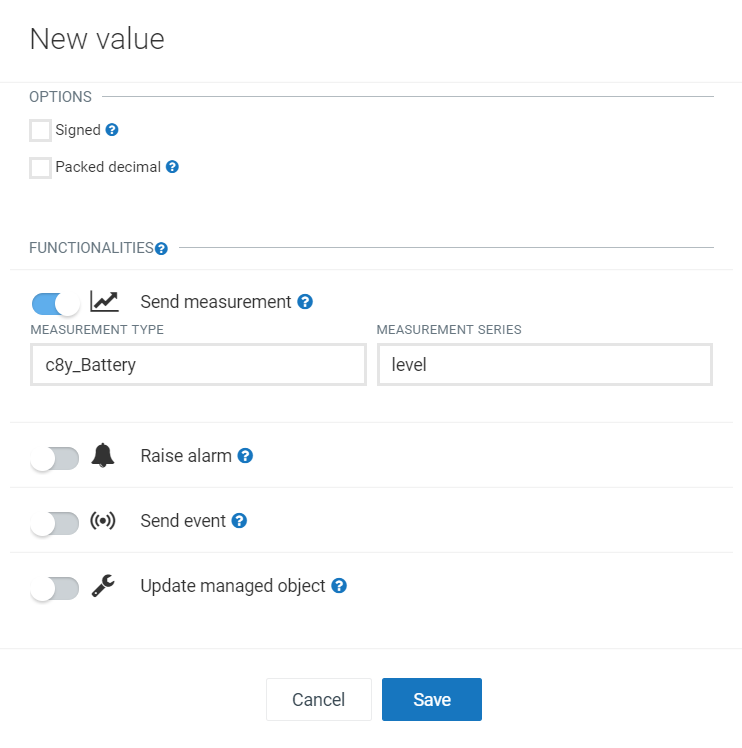 New value
OPTIONS
Signed
Packed decimal
FUNCTIONALITIES
Send measurement
MEASUREMENT TYPE MEASUREMENT SERIES
c8y_Battery level
Raise alarm
Send event
Update managed object
Cancel Save